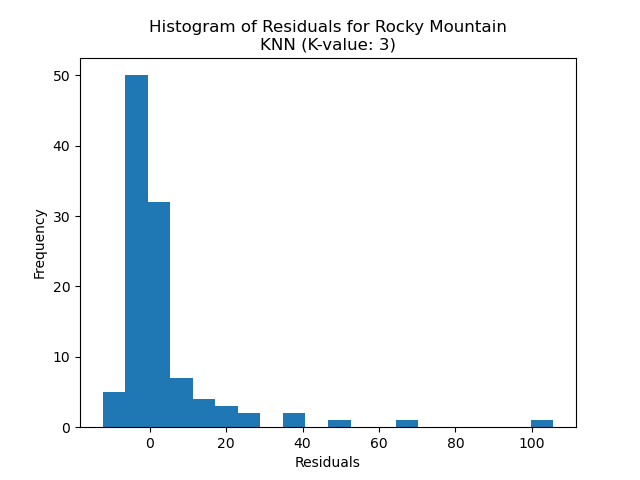 Histogram of Residuals for Rocky Mountain
KNN (K-value: 3)
50
40
30
20
10
0
Frequency
0 20 40 60 80 100
Residuals